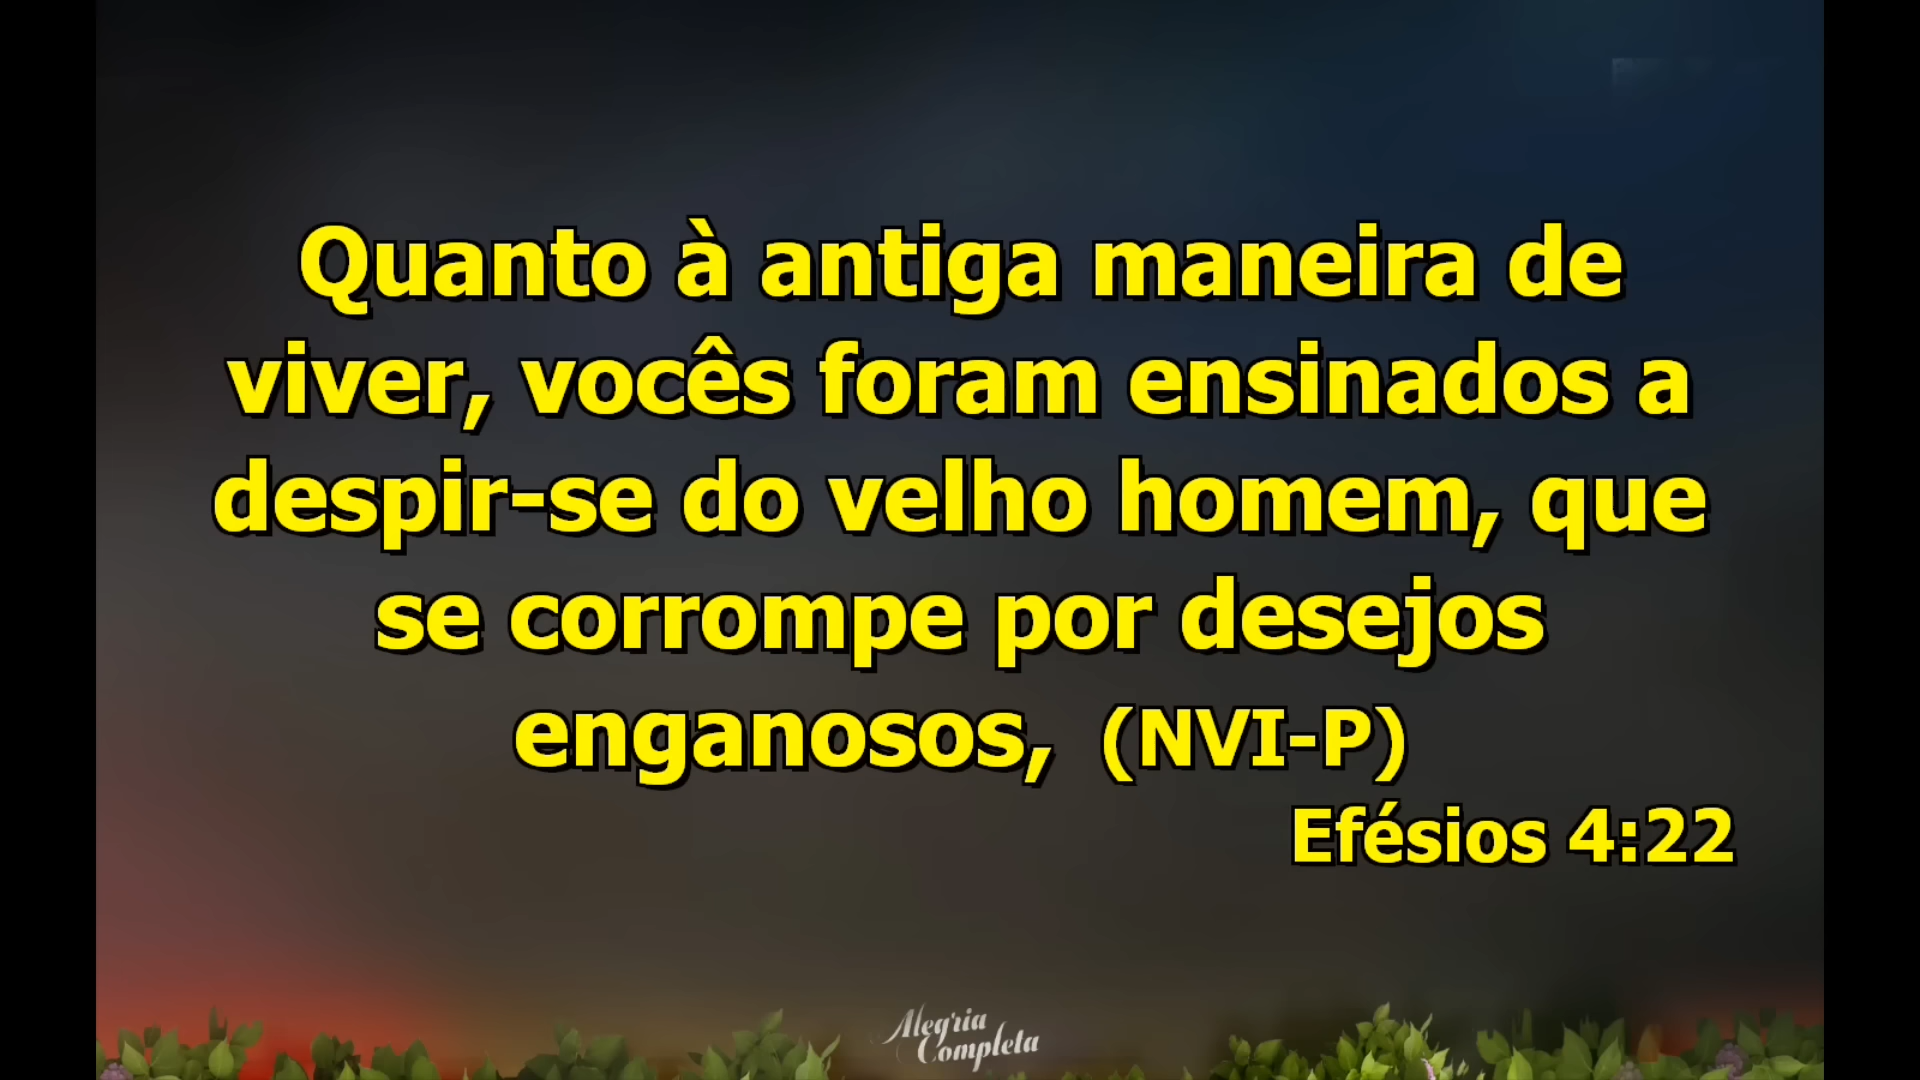 Quanto à antiga maneira de
viver, vocês foram ensinados a
despir-se do velho homem, que
se corrompe por desejos
enganosos, (NVI-P)
Efésios 4:22
Alegria
Completa